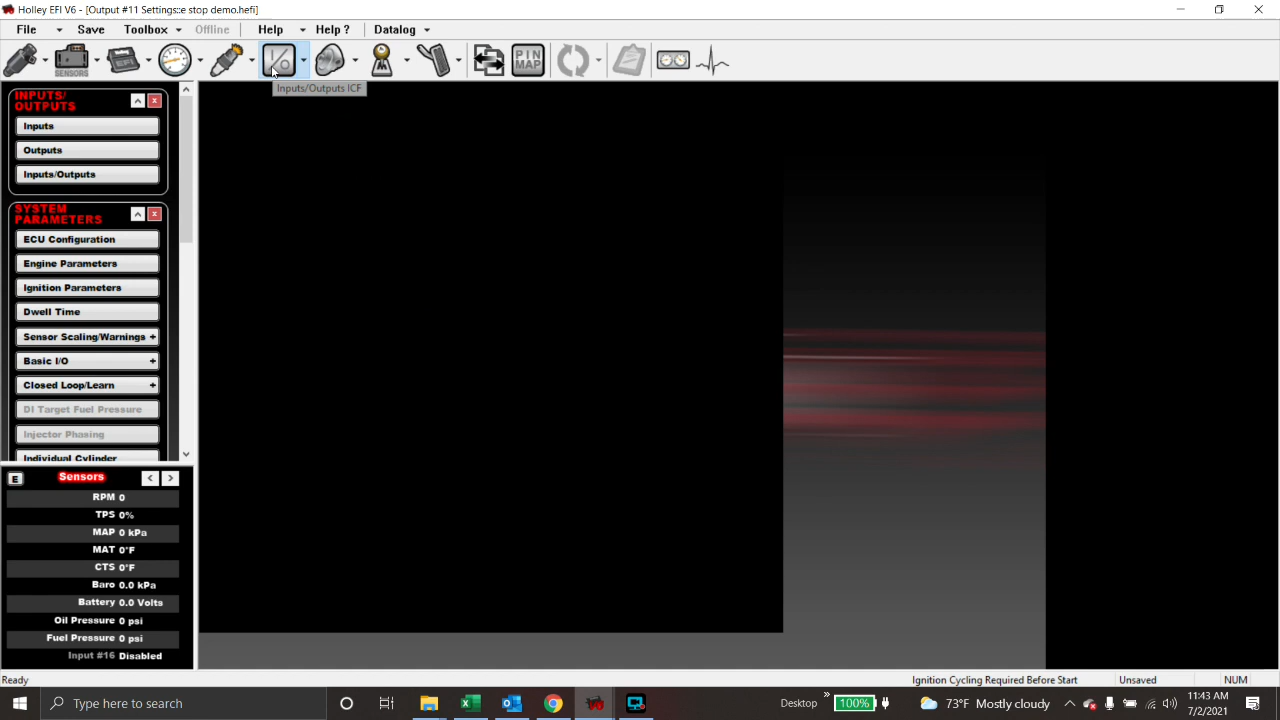 Holley EFI V6 - [Output #11 Settings::e stop demo.hefi]
File Save Toolbox Offline Help Help ? Datalog
SENSORS EFI I/O PIN MAP
Inputs/Outputs ICF
INPUTS/
OUTPUTS
Inputs
Outputs
Inputs/Outputs
SYSTEM
PARAMETERS
ECU Configuration
Engine Parameters
Ignition Parameters
Dwell Time
Sensor Scaling/Warnings +
Basic I/O +
Closed Loop/Learn +
DI Target Fuel Pressure
Injector Phasing
Individual Cylinder
E Sensors < >
RPM 0
TPS 0%
MAP 0 kPa
MAT 0°F
CTS 0°F
Baro 0.0 kPa
Battery 0.0 Volts
Oil Pressure 0 psi
Fuel Pressure 0 psi
Input #16 Disabled
Ready Ignition Cycling Required Before Start Unsaved NUM
Type here to search Desktop » 100% 73°F Mostly cloudy 11:43 AM
7/2/2021